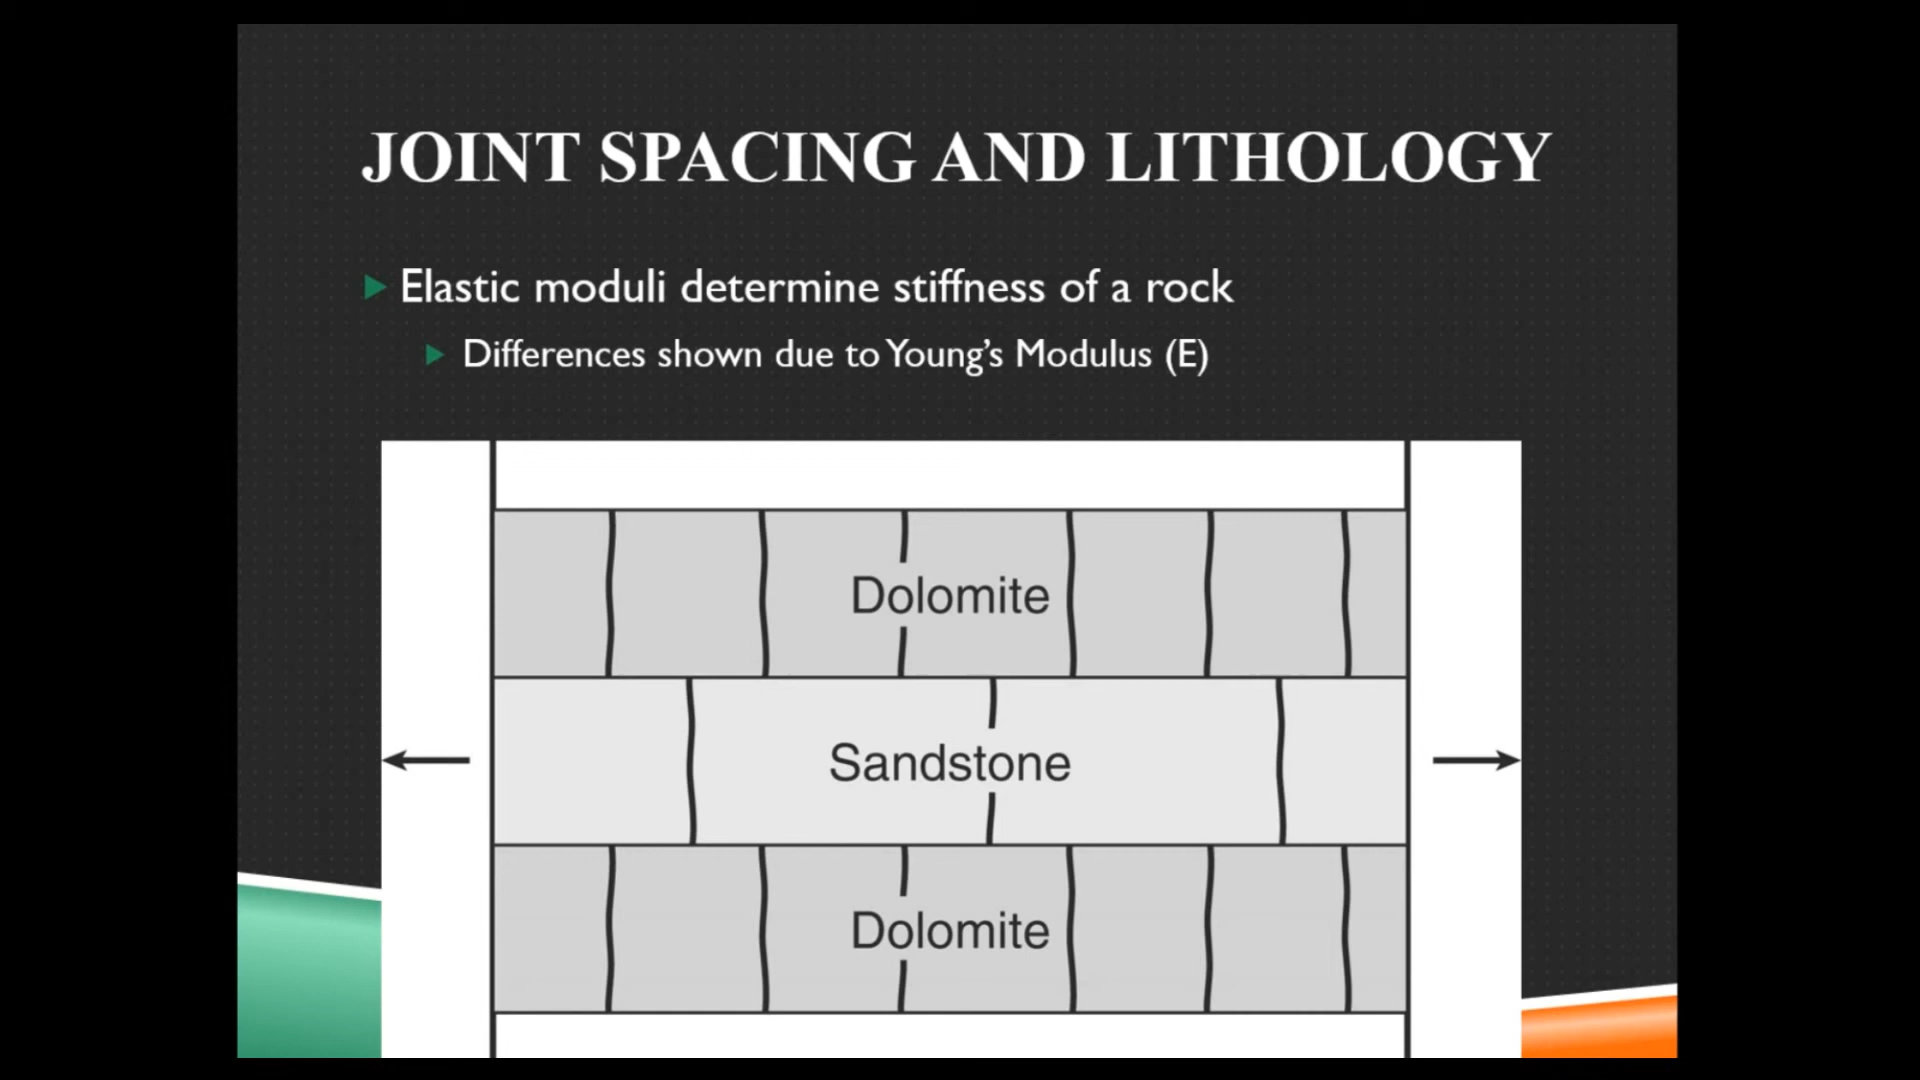 JOINT SPACING AND LITHOLOGY
Elastic moduli determine stiffness of a rock
Differences shown due to Young’s Modulus (E)
Dolomite
Sandstone
Dolomite